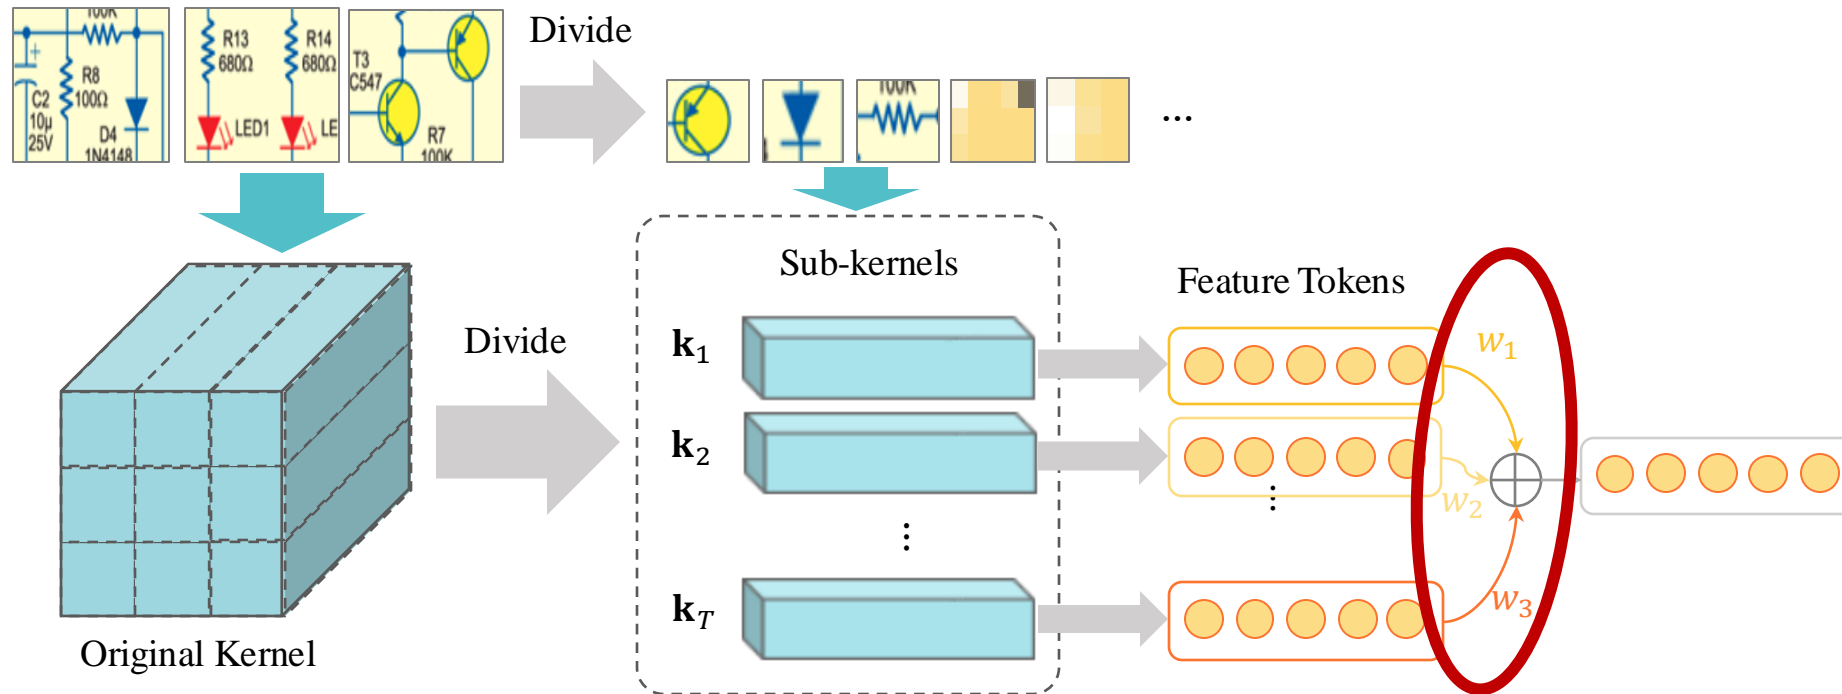 100K
R8
100Ω
C2
10μ
25V
D4
1N4148
R13
680Ω
R14
680Ω
LED1
LE
T3
C547
R7
100K
Divide
100K
...
Divide
Original Kernel
Sub-kernels
k1
k2
⋮
kT
Feature Tokens
w1
w2
⋮
w3